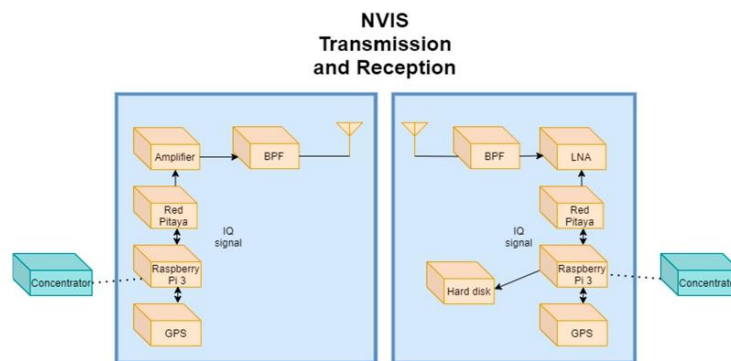 NVIS
Transmission
and Reception
Amplifier
BPF
Red
Pitaya
IQ
signal
Concentrator
Raspberry
Pi 3
GPS
BPF
LNA
Red
Pitaya
IQ
signal
Hard disk
Raspberry
Pi 3
Concentrato
GPS